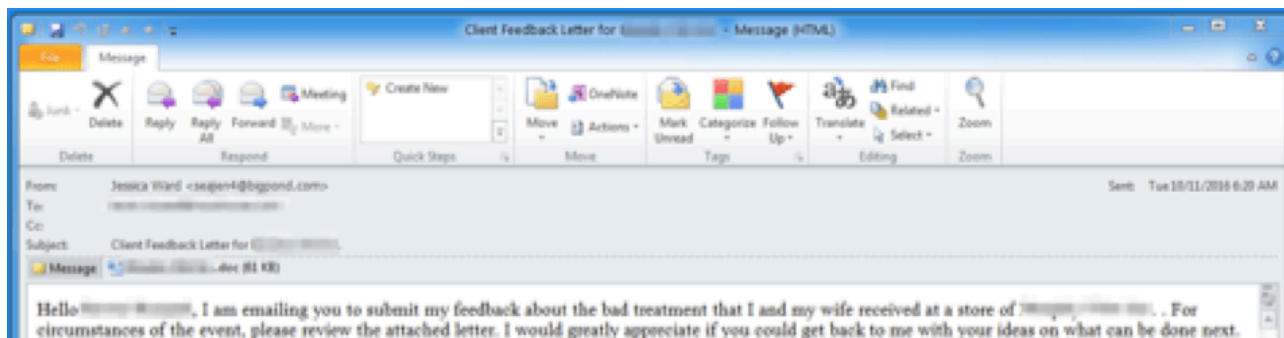 Client Feedback Letter for - Message (HTML)
File Message
Junk Delete Reply Reply All Forward Meeting More Create New Move OneNote Actions Mark Unread Categorize Follow Up Translate Find Related Select Zoom
Delete Respond Quick Steps Move Tags Editing Zoom
From: Jessica Ward <seajen4@bigpond.com> Sent: Tue 10/11/2016 6:20 AM
To:
Cc:
Subject: Client Feedback Letter for
Message .doc (61 KB)
Hello , I am emailing you to submit my feedback about the bad treatment that I and my wife received at a store of . . For
circumstances of the event, please review the attached letter. I would greatly appreciate if you could get back to me with your ideas on what can be done next.